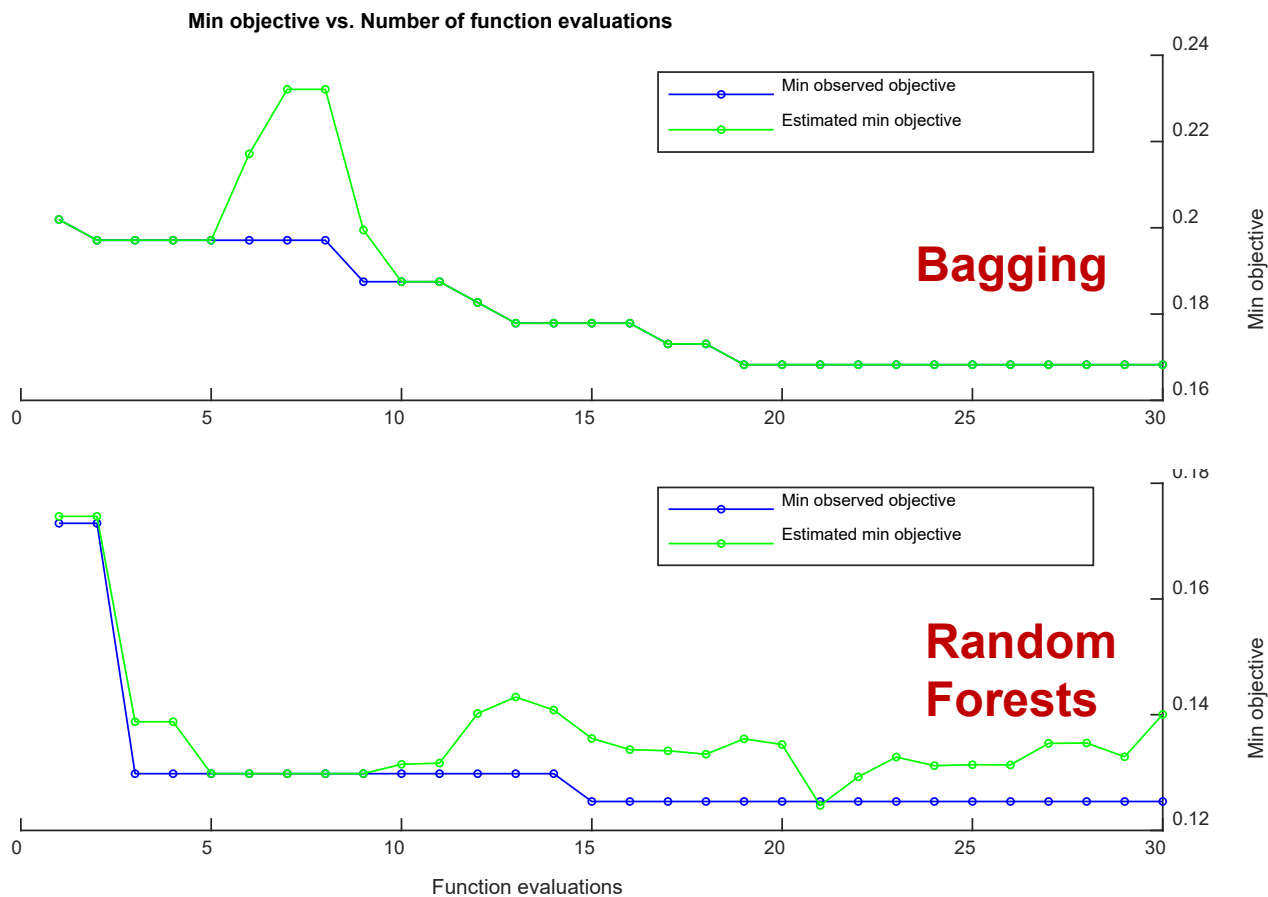 Min objective vs. Number of function evaluations
0.24
Min observed objective
Estimated min objective
0.22
0.2
Bagging
Min objective
0.18
0.16
0 5 10 15 20 25 30
0.18
Min observed objective
Estimated min objective
0.16
Random
Forests
0.14
Min objective
0.12
0 5 10 15 20 25 30
Function evaluations